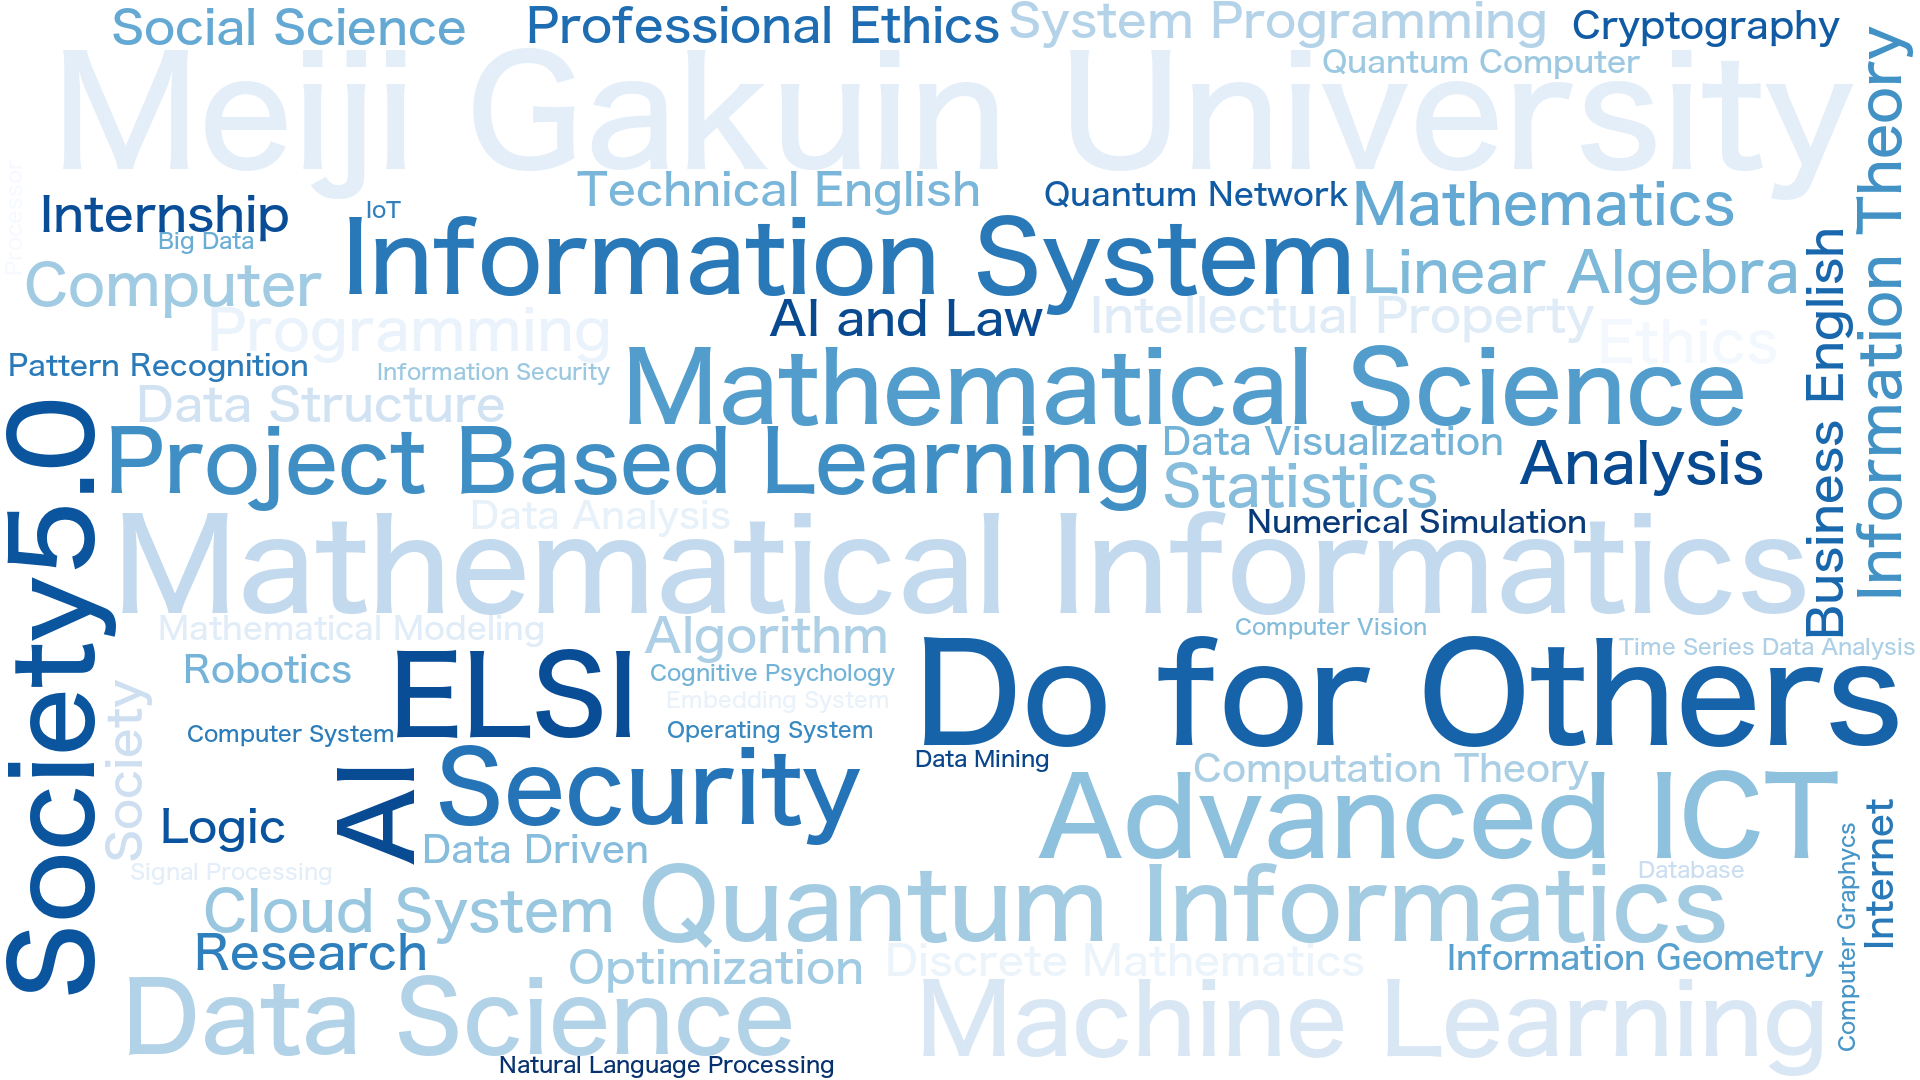 Social Science
Professional Ethics
System Programming
Cryptography
Quantum Computer
Meiji Gakuin University
Information Theory
Processor
Technical English
Quantum Network
Mathematics
Internship
IoT
Big Data
Information System
Linear Algebra
Computer
Business English
AI and Law
Intellectual Property
Programming
Ethics
Pattern Recognition
Information Security
Mathematical Science
Data Structure
Society5.0
Project Based Learning
Data Visualization
Analysis
Statistics
Data Analysis
Numerical Simulation
Mathematical Informatics
Mathematical Modeling
Algorithm
Computer Vision
Time Series Data Analysis
Robotics
ELSI
Cognitive Psychology
Embedding System
Do for Others
Society
Computer System
Operating System
Data Mining
AI
Security
Computation Theory
Advanced ICT
Logic
Data Driven
Internet
Signal Processing
Database
Computer Graphycs
Cloud System
Quantum Informatics
Research
Optimization
Discrete Mathematics
Information Geometry
Data Science
Machine Learning
Natural Language Processing